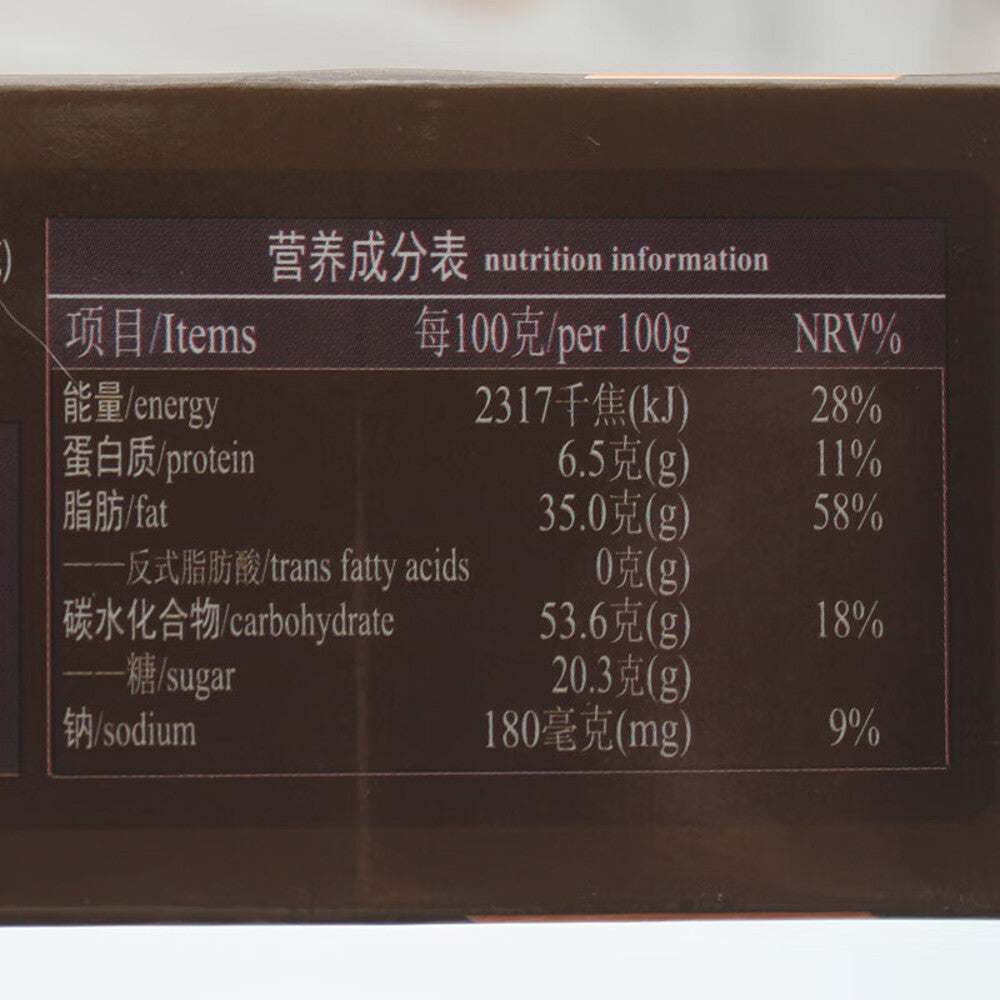 营养成分表 nutrition information
项目/Items 每100克/per 100g NRV%
能量/energy 2317千焦(kJ) 28%
蛋白质/protein 6.5克(g) 11%
脂肪/fat 35.0克(g) 58%
——反式脂肪酸/trans fatty acids 0克(g)
碳水化合物/carbohydrate 53.6克(g) 18%
——糖/sugar 20.3克(g)
钠/sodium 180毫克(mg) 9%